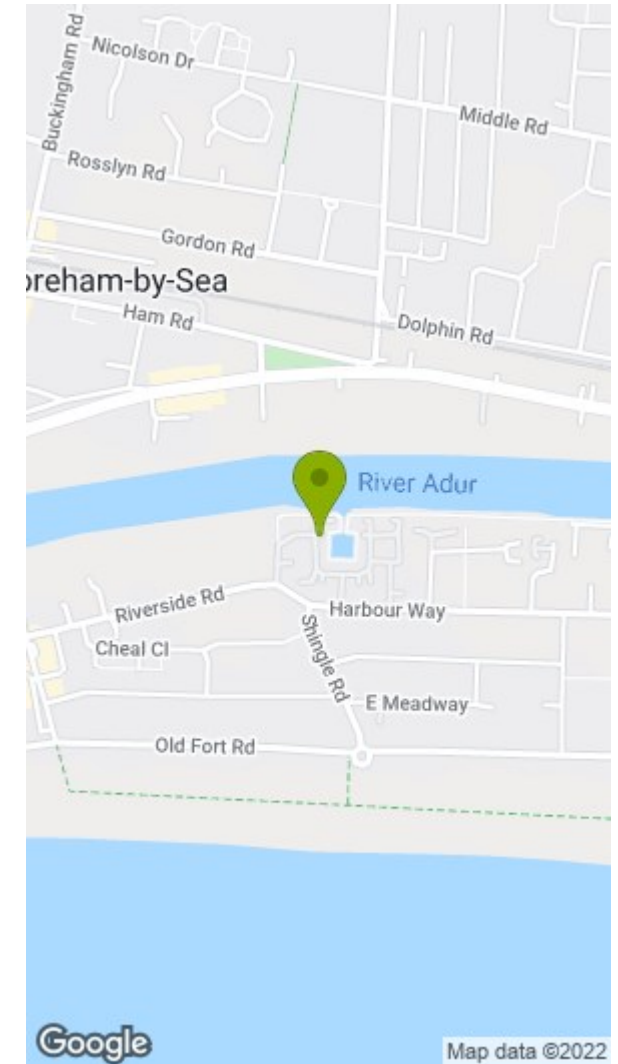 Buckingham Rd
Nicolson Dr
Middle Rd
Rosslyn Rd
Gordon Rd
oreham-by-Sea
Ham Rd
Dolphin Rd
River Adur
Riverside Rd
Harbour Way
Cheal Cl
Shingle Rd
E Meadway
Old Fort Rd
Google
Map data ©2022